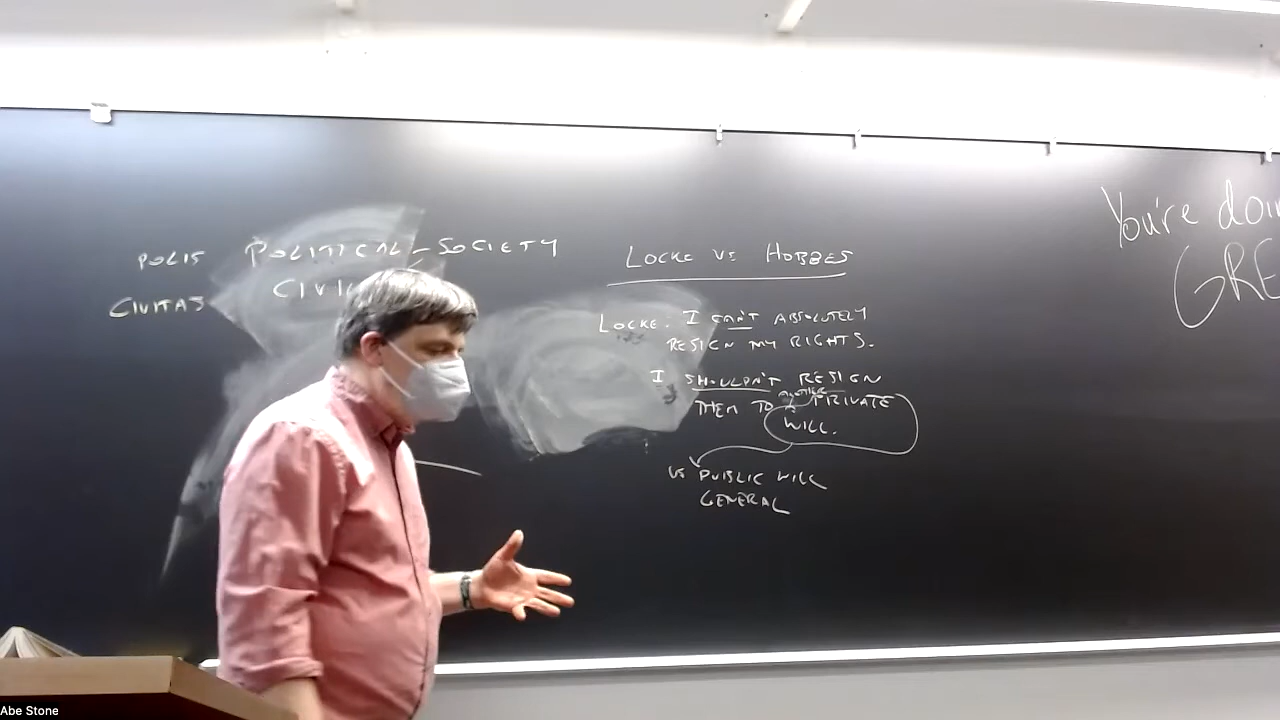 POLIS POLITICAL-SOCIETY
CIVITAS CIVI
LOCKE VS HOBBES
LOCKE: I CAN'T ABSOLUTELY
RESIGN MY RIGHTS.
I SHOULDN'T RESIGN
THEM TO ANOTHER PRIVATE
WILL.
VS PUBLIC WILL
GENERAL
You're doin
GRE
Abe Stone